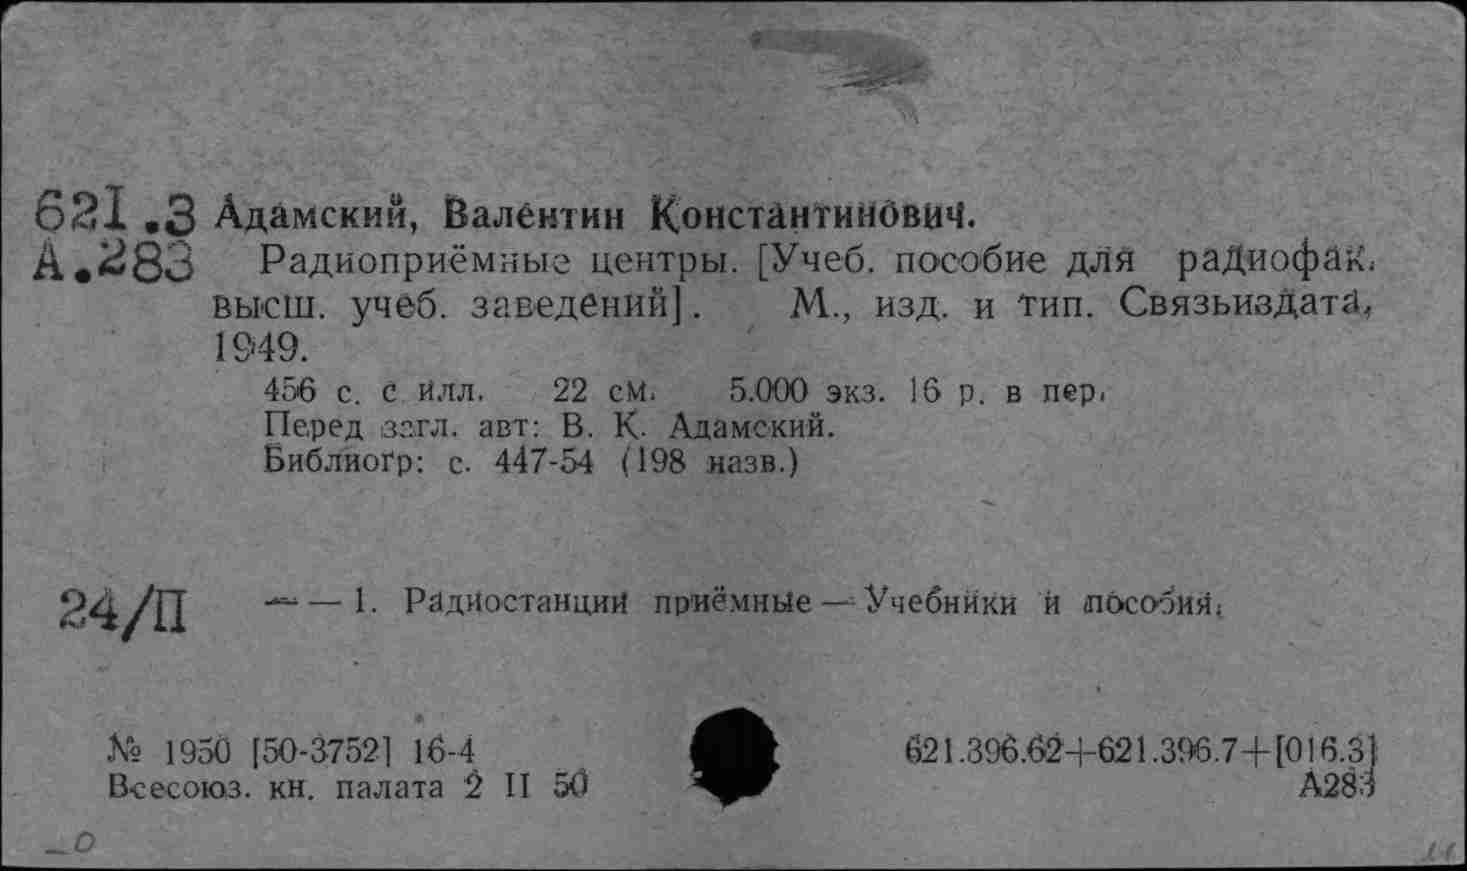 621.3 Адамский, Валентин Константинович.
А.283 Радиоприёмные центры. [Учеб. пособие для радиофак.
высш. учеб. заведений]. М., изд. и тип. Связьиздата,
1949.
456 с. с илл. 22 см. 5.000 экз. 16 р. в пер.
Перед загл. авт: В. К. Адамский.
Библиогр: с. 447-54 (198 назв.)
24/П — — 1. Радиостанции приёмные — Учебники и пособия.
№ 1950 [50-3752] 16-4 621.396.62+621.396.7+[016.3]
Всесоюз. кн. палата 2 II 50 А283
_0